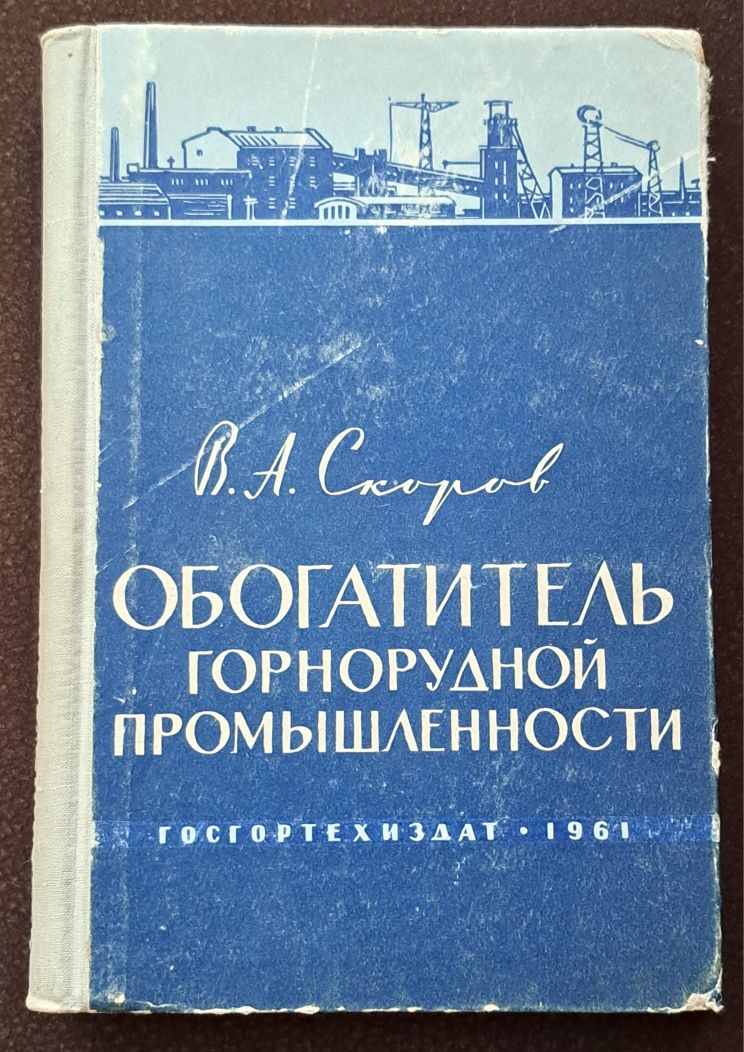 В. А. Скоров
ОБОГАТИТЕЛЬ
ГОРНОРУДНОЙ
ПРОМЫШЛЕННОСТИ
ГОСГОРТЕХИЗДАТ • 1961